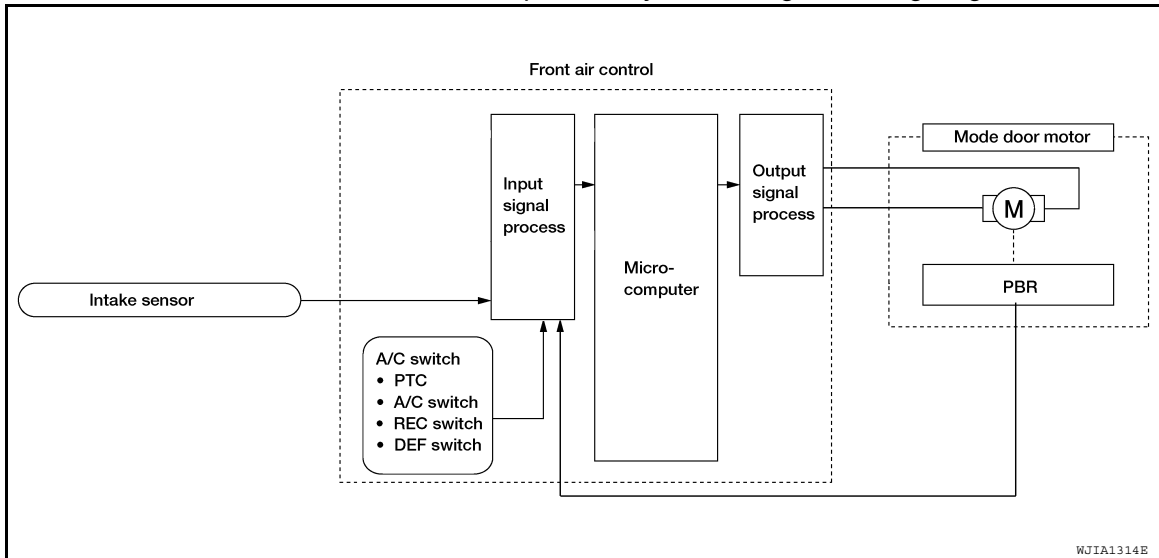 Front air control
Mode door motor
Input
signal
process
Output
signal
process
M
Micro-
computer
PBR
Intake sensor
A/C switch
• PTC
• A/C switch
• REC switch
• DEF switch
WJIA1314E